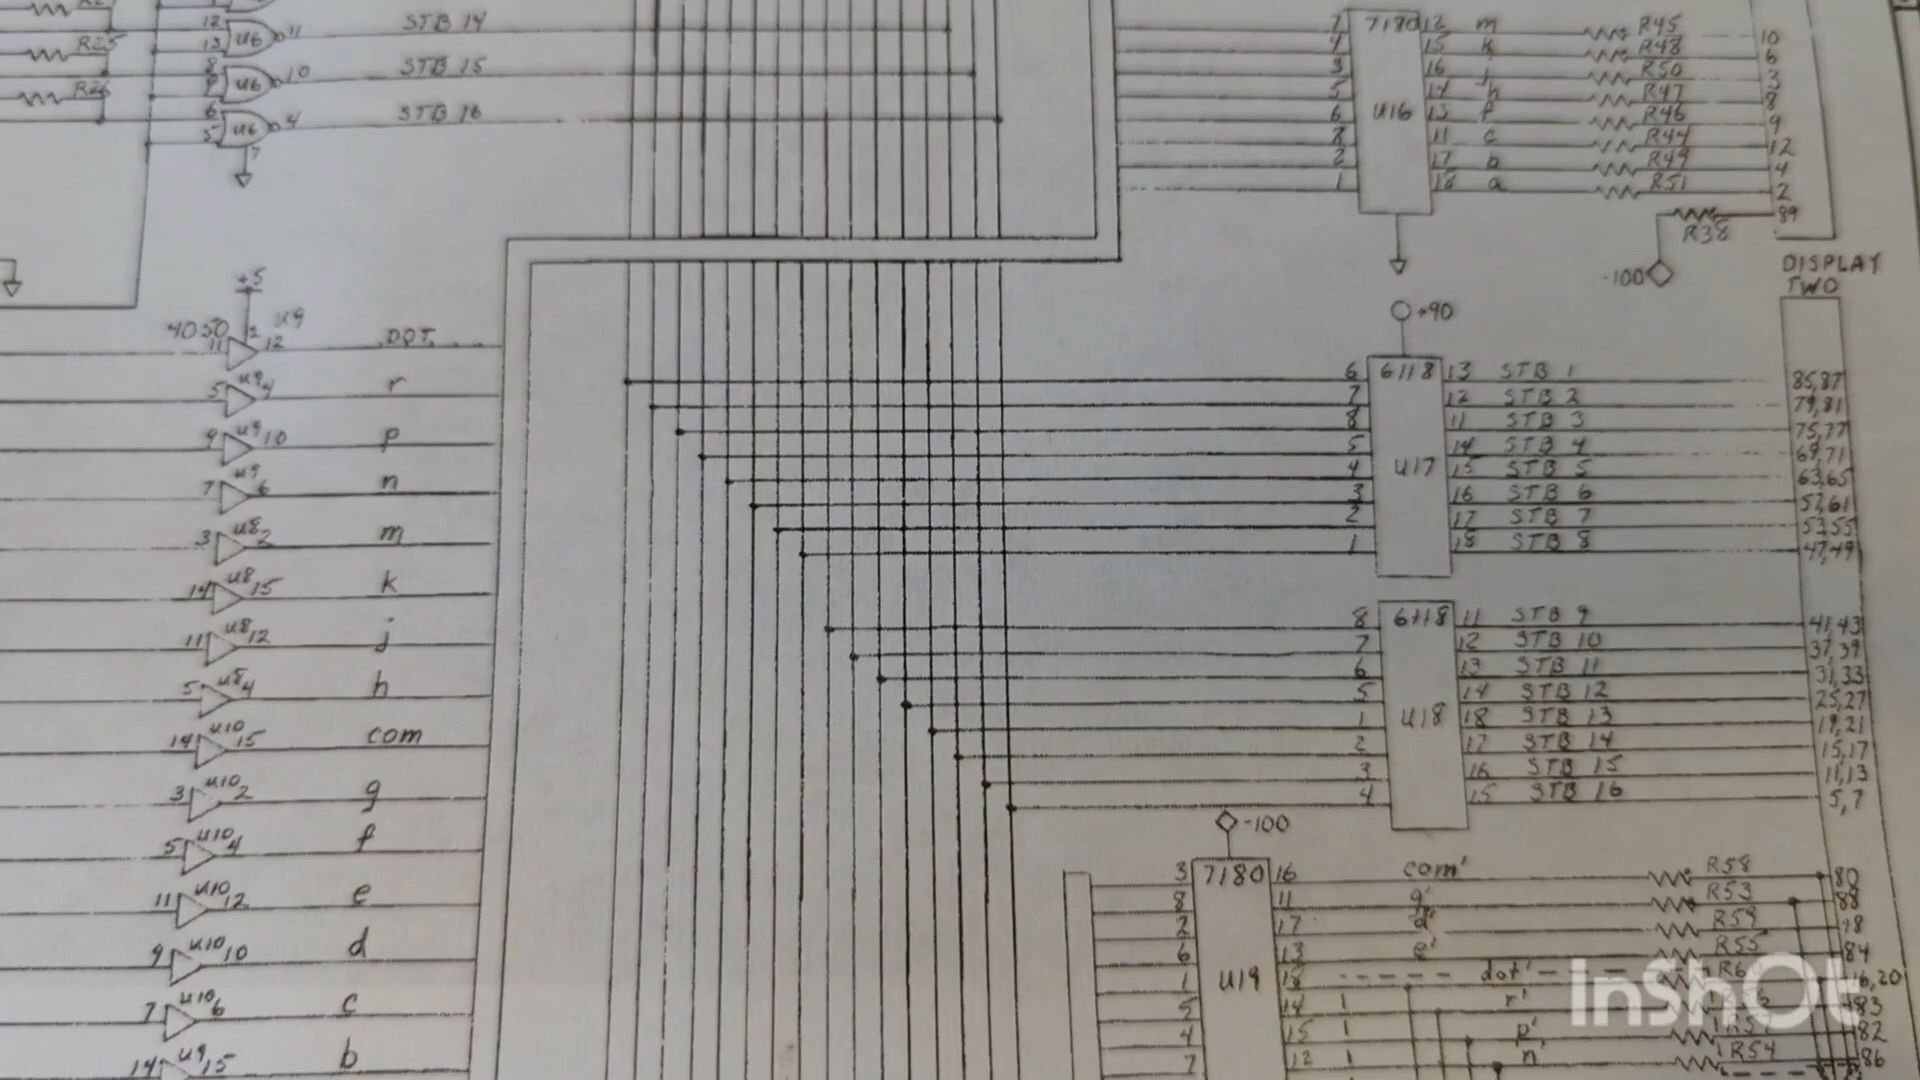 12 U6 11 STB 14
13
R25
8 U6 10 STB 15
9
R26
6 U6 4 STB 16
5
7
+5
4050 U9
11 1 12 DOT
5 U9 4 r
9 U9 10 p
7 U9 6 n
3 U8 2 m
14 U8 15 k
11 U8 12 j
5 U8 4 h
14 U10 15 com
3 U10 2 g
5 U10 4 f
11 U10 12 e
9 U10 10 d
7 U10 6 c
14 U9 15 b
7180 12 m R45 10
4 15 k R48 6
3 16 j R50 3
5 14 h R47 8
6 13 f R46 9
U16
8 11 c R44 12
2 17 b R49 4
1 18 a R51 2
R38 89
-100
DISPLAY
TWO
+90
6 6118 13 STB 1 85,87
7 12 STB 2 79,81
8 11 STB 3 75,77
5 14 STB 4 69,71
4 U17 15 STB 5 63,65
3 16 STB 6 57,61
2 17 STB 7 53,55
1 18 STB 8 47,49
8 6118 11 STB 9 41,43
7 12 STB 10 37,39
6 13 STB 11 31,33
5 14 STB 12 25,27
1 U18 18 STB 13 19,21
2 17 STB 14 15,17
3 16 STB 15 11,13
4 15 STB 16 5,7
-100
3 7180 16 com' R58 80
8 11 g' R53 88
2 17 d' R59
6 13 e' R55 84
1 U19 18 dot' 16,20
5 14 r' 83
4 15 p' 82
7 12 n' R54 86
InShOt